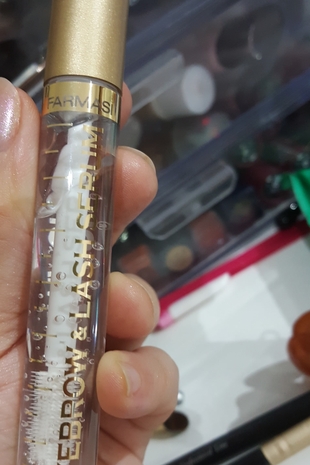 FARMASI
EBROW & LASH SERUM